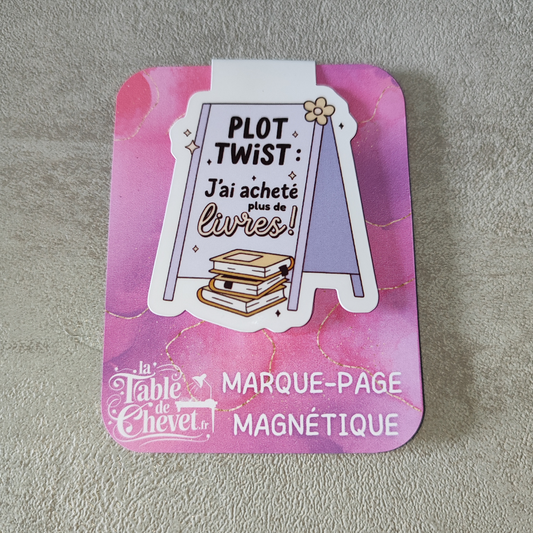 PLOT
TWiST :
J'ai acheté
plus de
livres !
la
Table
de
Chevet.fr
MARQUE-PAGE
MAGNÉTIQUE